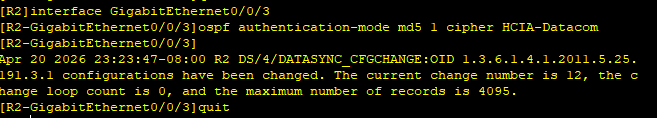 [R2]interface GigabitEthernet0/0/3
[R2-GigabitEthernet0/0/3]ospf authentication-mode md5 1 cipher HCIA-Datacom
[R2-GigabitEthernet0/0/3]
Apr 20 2026 23:23:47-08:00 R2 DS/4/DATASYNC_CFGCHANGE:OID 1.3.6.1.4.1.2011.5.25.
191.3.1 configurations have been changed. The current change number is 12, the c
hange loop count is 0, and the maximum number of records is 4095.
[R2-GigabitEthernet0/0/3]quit